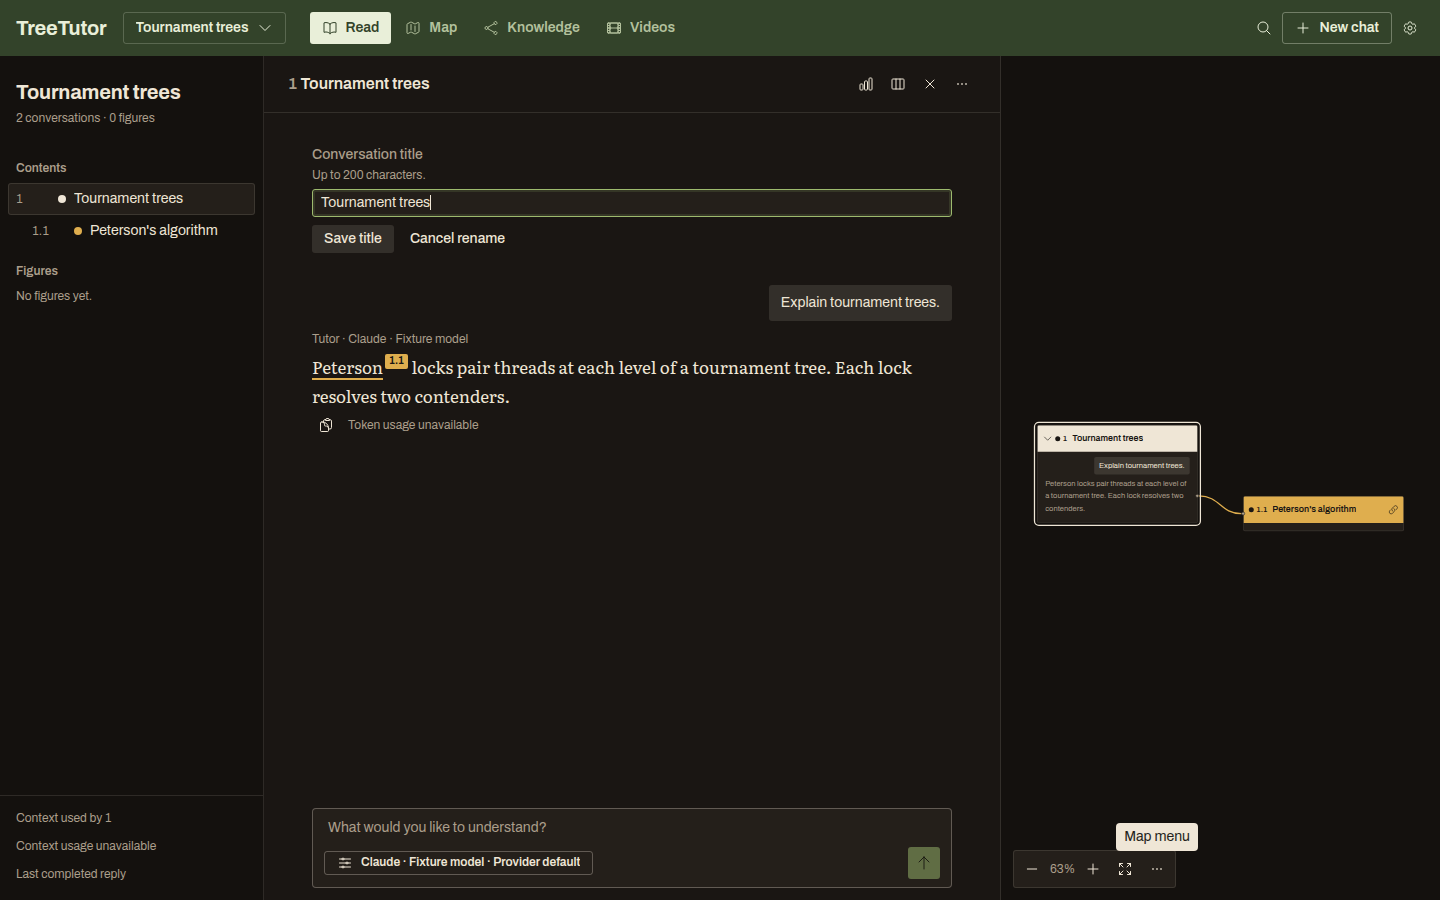 TreeTutor
Tournament trees
Read
Map
Knowledge
Videos
New chat
Tournament trees
2 conversations · 0 figures
Contents
1 Tournament trees
1.1 Peterson's algorithm
Figures
No figures yet.
Context used by 1
Context usage unavailable
Last completed reply
1 Tournament trees
Conversation title
Up to 200 characters.
Tournament trees
Save title
Cancel rename
Explain tournament trees.
Tutor · Claude · Fixture model
Peterson 1.1 locks pair threads at each level of a tournament tree. Each lock
resolves two contenders.
Token usage unavailable
What would you like to understand?
Claude · Fixture model · Provider default
1 Tournament trees
Explain tournament trees.
Peterson locks pair threads at each level of
a tournament tree. Each lock resolves two
contenders.
1.1 Peterson's algorithm
Map menu
63%